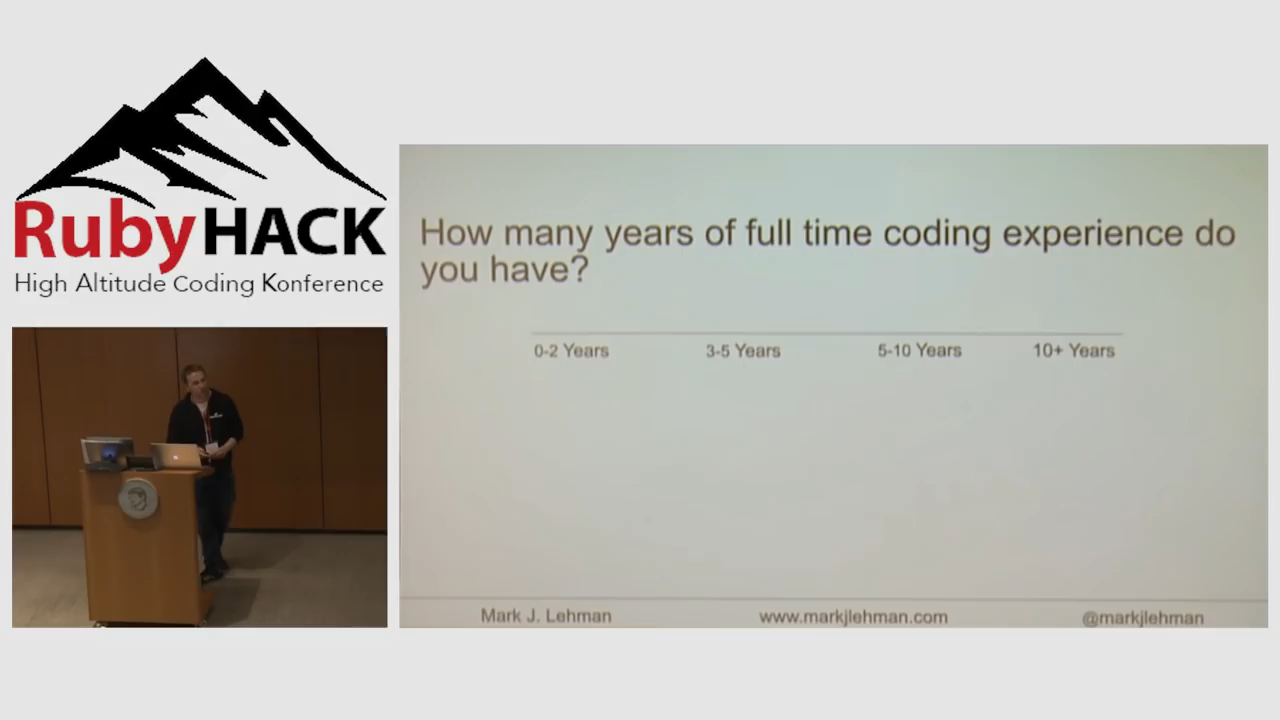 RubyHACK
High Altitude Coding Konference
How many years of full time coding experience do
you have?
0-2 Years
3-5 Years
5-10 Years
10+ Years
Mark J. Lehman
www.markjlehman.com
@markjlehman